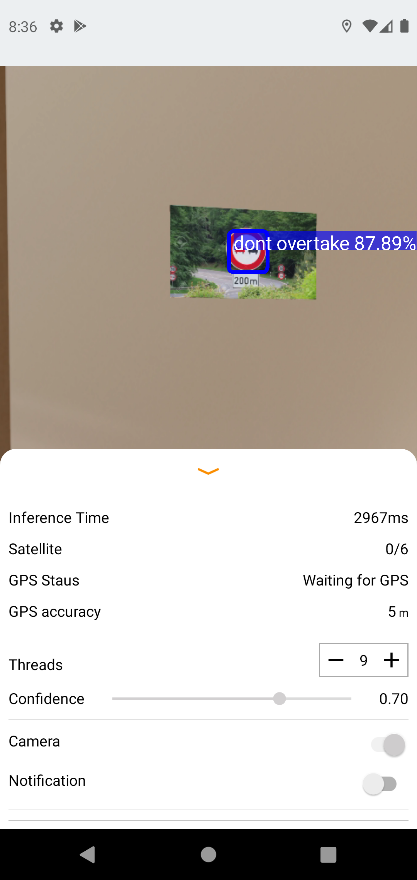 8:36
dont overtake 87.89%
200m
Inference Time 2967ms
Satellite 0/6
GPS Staus Waiting for GPS
GPS accuracy 5 m
Threads 9
Confidence 0.70
Camera
Notification